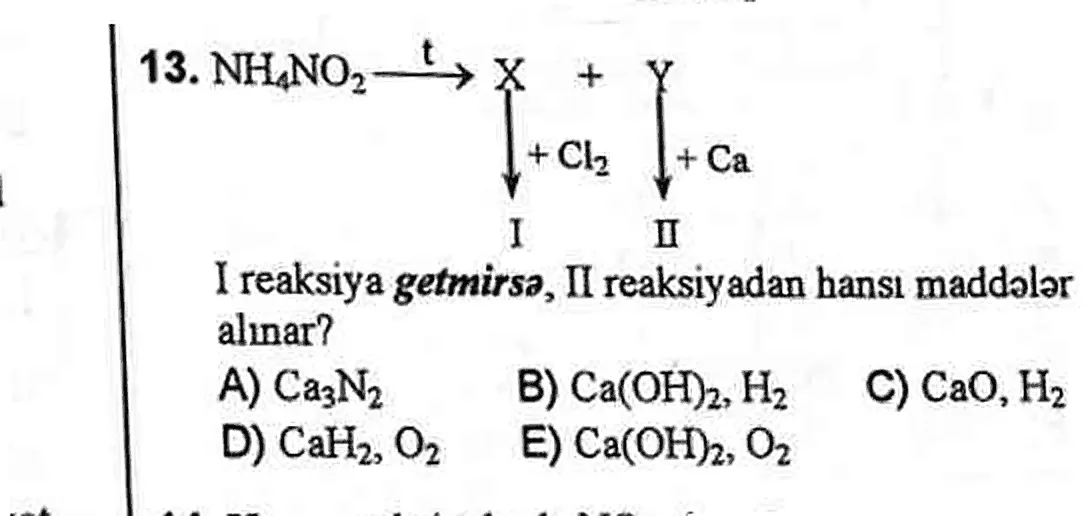 13. NH₄NO₂ —t→ X + Y
+ Cl₂ + Ca
I II
I reaksiya getmirsə, II reaksiyadan hansı maddələr
alınar?
A) Ca₃N₂ B) Ca(OH)₂, H₂ C) CaO, H₂
D) CaH₂, O₂ E) Ca(OH)₂, O₂